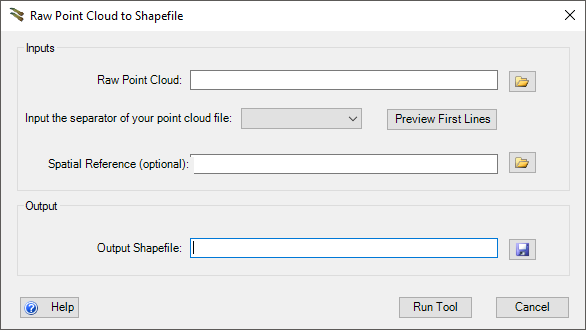 Raw Point Cloud to Shapefile
Inputs
Raw Point Cloud:
Input the separator of your point cloud file:
Preview First Lines
Spatial Reference (optional):
Output
Output Shapefile:
Help
Run Tool
Cancel